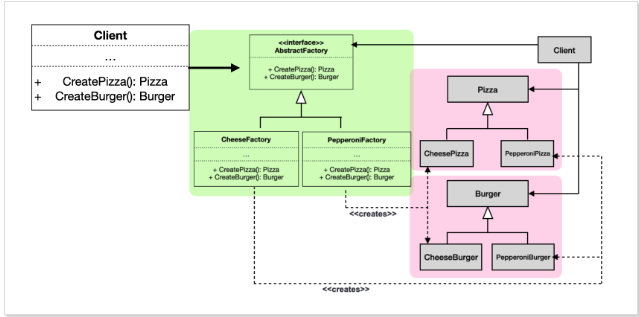 Client
...
+ CreatePizza(): Pizza
+ CreateBurger(): Burger
<<interface>>
AbstractFactory
+ CreatePizza(): Pizza
+ CreateBurger(): Burger
CheeseFactory
...
+ CreatePizza(): Pizza
+ CreateBurger(): Burger
PepperoniFactory
...
+ CreatePizza(): Pizza
+ CreateBurger(): Burger
Client
Pizza
CheesePizza
PepperoniPizza
Burger
CheeseBurger
PepperoniBurger
<<creates>>
<<creates>>